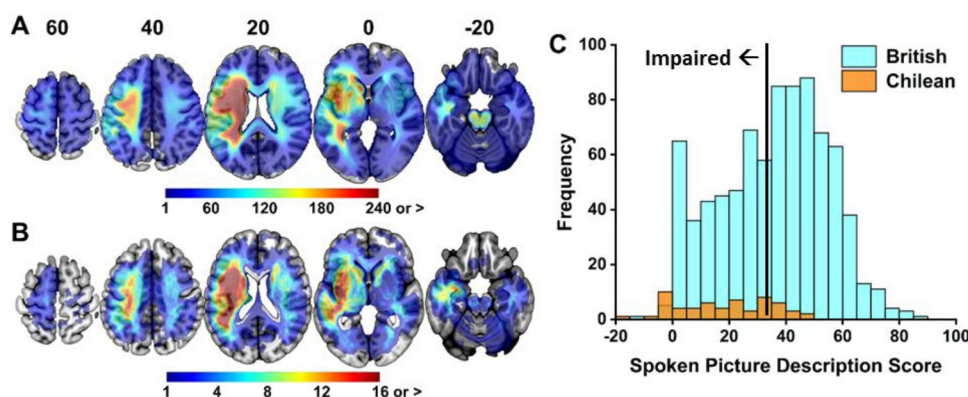 A 60 40 20 0 -20
1 60 120 180 240 or >
B
1 4 8 12 16 or >
C
100
80
60
40
20
0
Frequency
Impaired ←
British
Chilean
-20 0 20 40 60 80 100
Spoken Picture Description Score